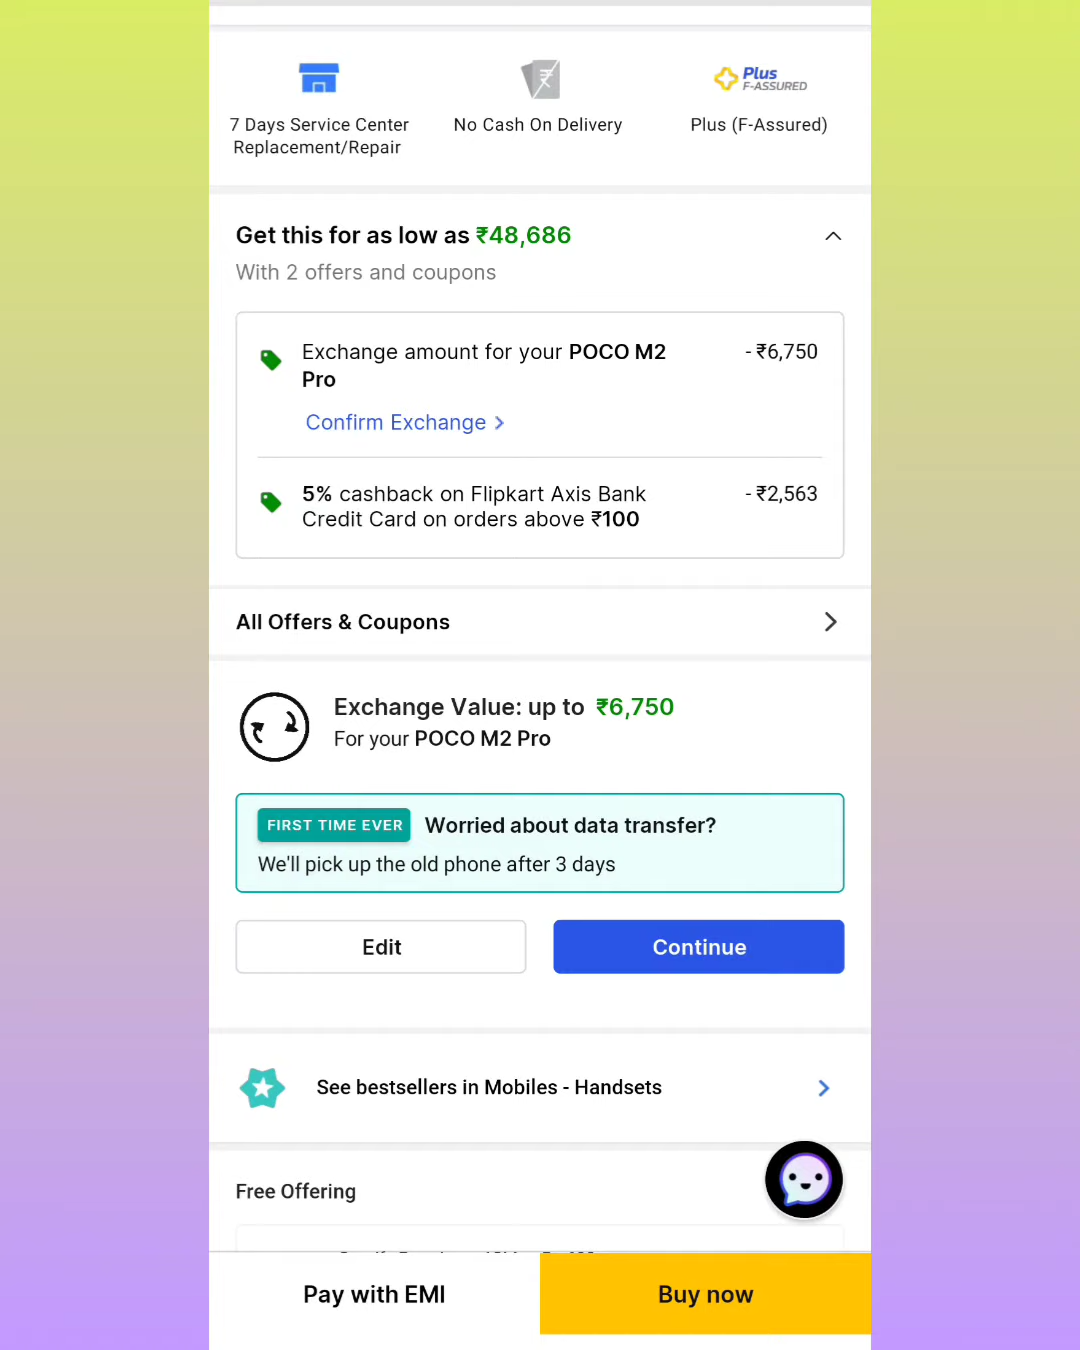 Plus
F-ASSURED
7 Days Service Center
Replacement/Repair
No Cash On Delivery
Plus (F-Assured)
Get this for as low as ₹48,686
With 2 offers and coupons
Exchange amount for your POCO M2
Pro
- ₹6,750
Confirm Exchange
5% cashback on Flipkart Axis Bank
Credit Card on orders above ₹100
- ₹2,563
All Offers & Coupons
Exchange Value: up to ₹6,750
For your POCO M2 Pro
FIRST TIME EVER Worried about data transfer?
We'll pick up the old phone after 3 days
Edit
Continue
See bestsellers in Mobiles - Handsets
Free Offering
Pay with EMI
Buy now